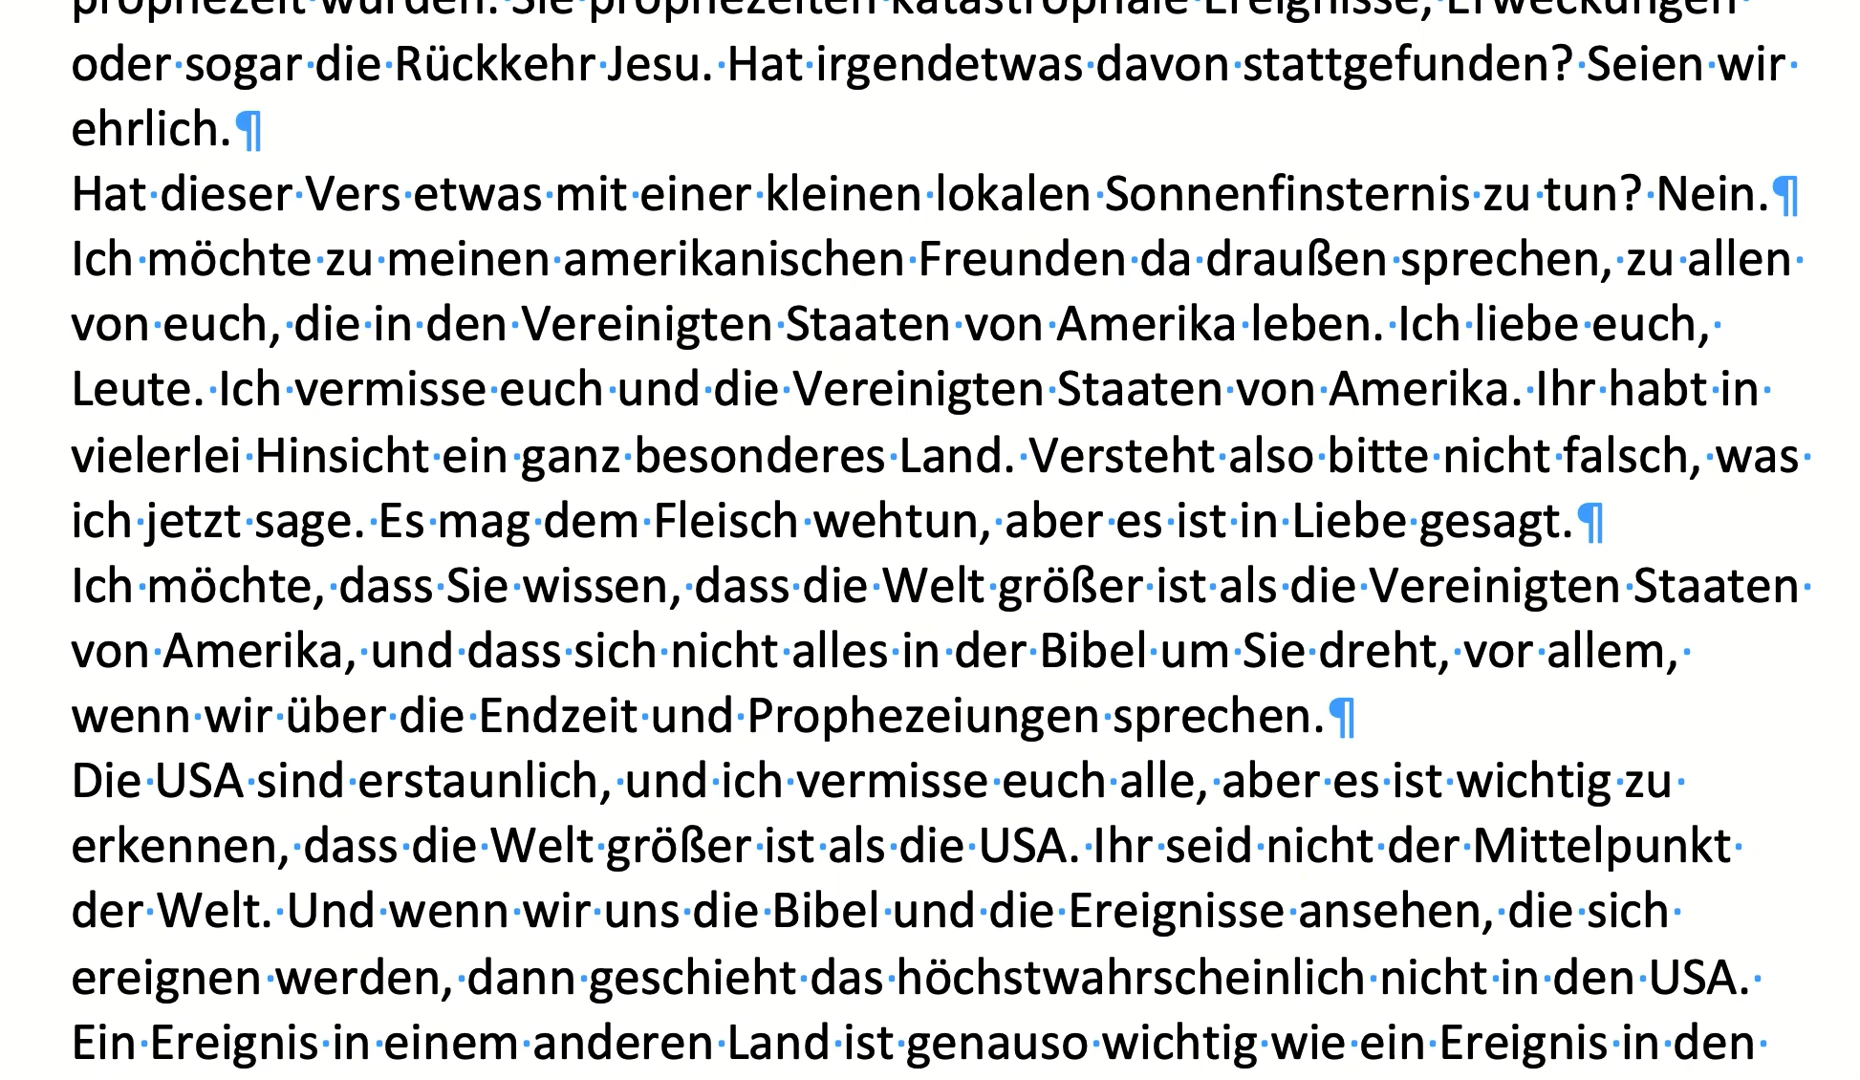 prophezeit wurden. Sie prophezeiten katastrophale Ereignisse, Erweckungen
oder sogar die Rückkehr Jesu. Hat irgendetwas davon stattgefunden? Seien wir
ehrlich.¶
Hat dieser Vers etwas mit einer kleinen lokalen Sonnenfinsternis zu tun? Nein.¶
Ich möchte zu meinen amerikanischen Freunden da draußen sprechen, zu allen
von euch, die in den Vereinigten Staaten von Amerika leben. Ich liebe euch,
Leute. Ich vermisse euch und die Vereinigten Staaten von Amerika. Ihr habt in
vielerlei Hinsicht ein ganz besonderes Land. Versteht also bitte nicht falsch, was
ich jetzt sage. Es mag dem Fleisch wehtun, aber es ist in Liebe gesagt.¶
Ich möchte, dass Sie wissen, dass die Welt größer ist als die Vereinigten Staaten
von Amerika, und dass sich nicht alles in der Bibel um Sie dreht, vor allem,
wenn wir über die Endzeit und Prophezeiungen sprechen.¶
Die USA sind erstaunlich, und ich vermisse euch alle, aber es ist wichtig zu
erkennen, dass die Welt größer ist als die USA. Ihr seid nicht der Mittelpunkt
der Welt. Und wenn wir uns die Bibel und die Ereignisse ansehen, die sich
ereignen werden, dann geschieht das höchstwahrscheinlich nicht in den USA.
Ein Ereignis in einem anderen Land ist genauso wichtig wie ein Ereignis in den